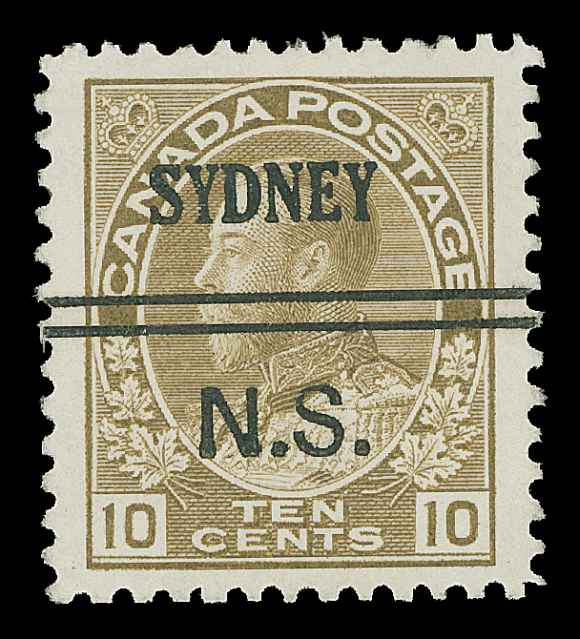 CANADA POSTAGE
SYDNEY
N.S.
10 TEN CENTS 10